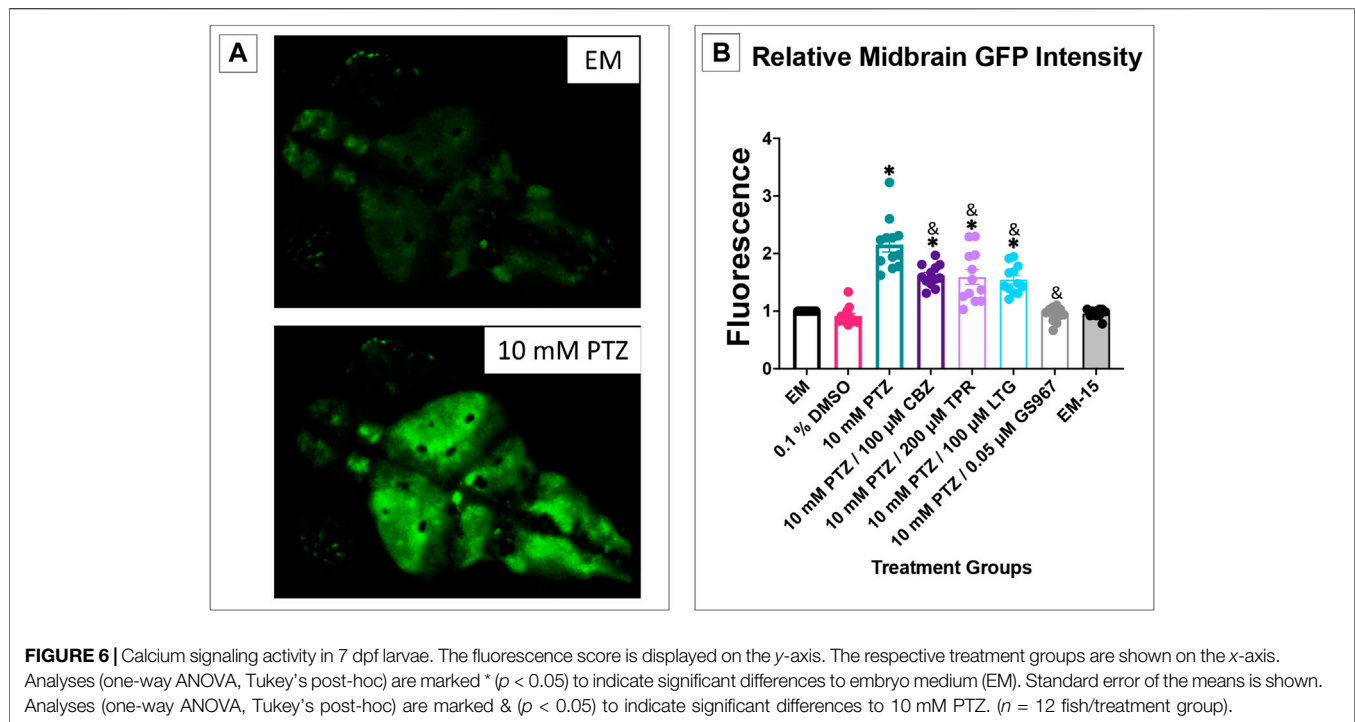 A
EM
10 mM PTZ
B Relative Midbrain GFP Intensity
Fluorescence
4
3
2
1
0
*
&
*
&
*
&
*
&
EM
0.1 % DMSO
10 mM PTZ
10 mM PTZ / 100 µM CBZ
10 mM PTZ / 200 µM TPR
10 mM PTZ / 100 µM LTG
10 mM PTZ / 0.05 µM GS967
EM-15
Treatment Groups
FIGURE 6 | Calcium signaling activity in 7 dpf larvae. The fluorescence score is displayed on the y-axis. The respective treatment groups are shown on the x-axis.
Analyses (one-way ANOVA, Tukey's post-hoc) are marked * (p < 0.05) to indicate significant differences to embryo medium (EM). Standard error of the means is shown.
Analyses (one-way ANOVA, Tukey's post-hoc) are marked & (p < 0.05) to indicate significant differences to 10 mM PTZ. (n = 12 fish/treatment group).